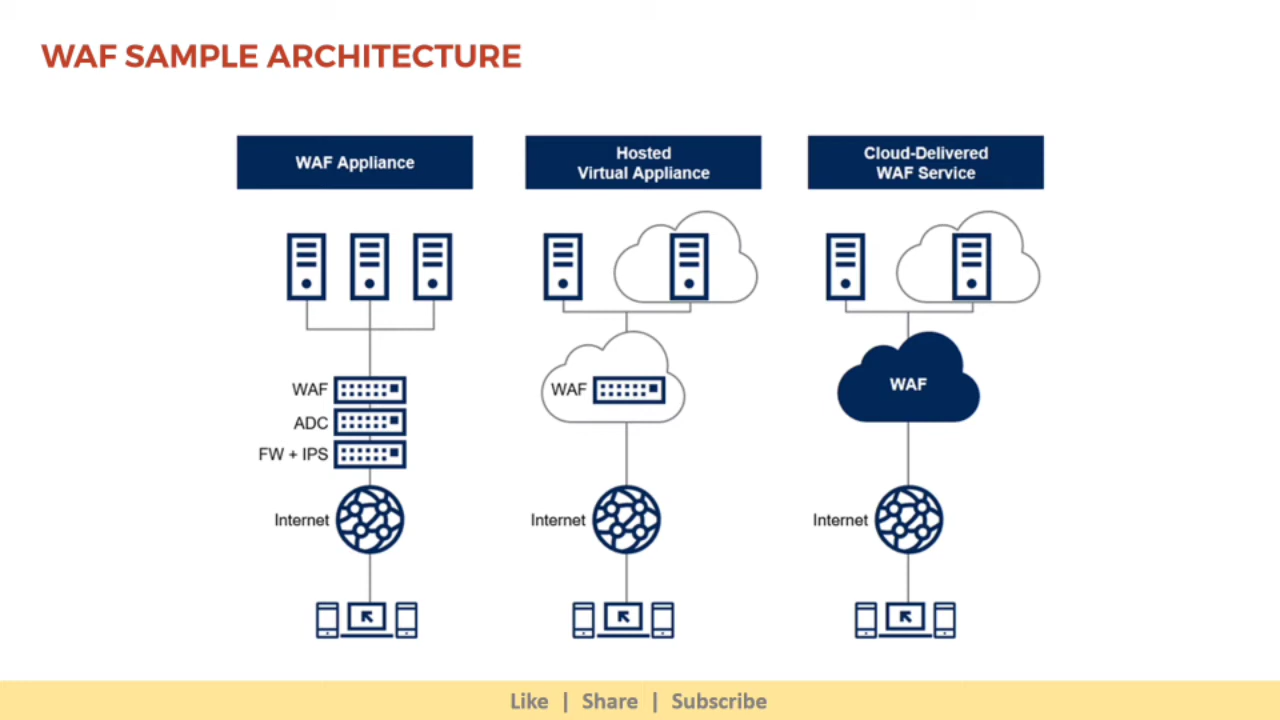 WAF SAMPLE ARCHITECTURE
WAF Appliance
WAF
ADC
FW + IPS
Internet
Hosted
Virtual Appliance
WAF
Internet
Cloud-Delivered
WAF Service
WAF
Internet
Like | Share | Subscribe